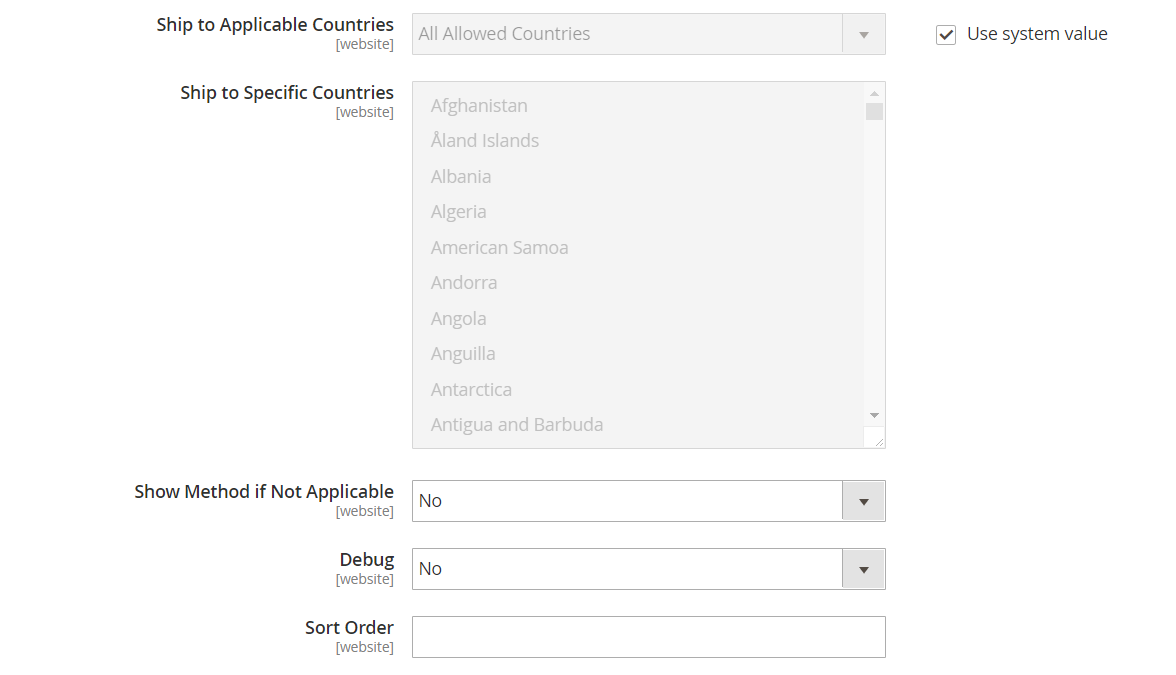 Ship to Applicable Countries
[website]
All Allowed Countries
Use system value
Ship to Specific Countries
[website]
Afghanistan
Åland Islands
Albania
Algeria
American Samoa
Andorra
Angola
Anguilla
Antarctica
Antigua and Barbuda
Show Method if Not Applicable
[website]
No
Debug
[website]
No
Sort Order
[website]